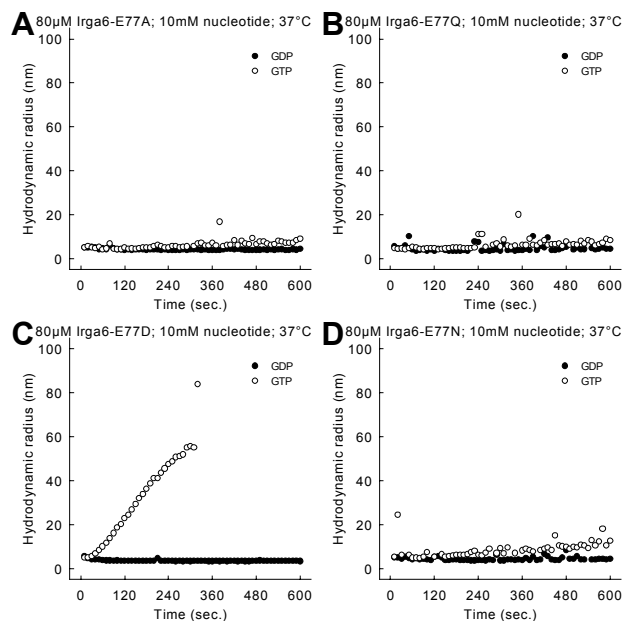 A 80µM Irga6-E77A; 10mM nucleotide; 37°C
100
80
60
40
20
0
Hydrodynamic radius (nm)
GDP
GTP
0 120 240 360 480 600
Time (sec.)
B 80µM Irga6-E77Q; 10mM nucleotide; 37°C
100
80
60
40
20
0
Hydrodynamic radius (nm)
GDP
GTP
0 120 240 360 480 600
Time (sec.)
C 80µM Irga6-E77D; 10mM nucleotide; 37°C
100
80
60
40
20
0
Hydrodynamic radius (nm)
GDP
GTP
0 120 240 360 480 600
Time (sec.)
D 80µM Irga6-E77N; 10mM nucleotide; 37°C
100
80
60
40
20
0
Hydrodynamic radius (nm)
GDP
GTP
0 120 240 360 480 600
Time (sec.)